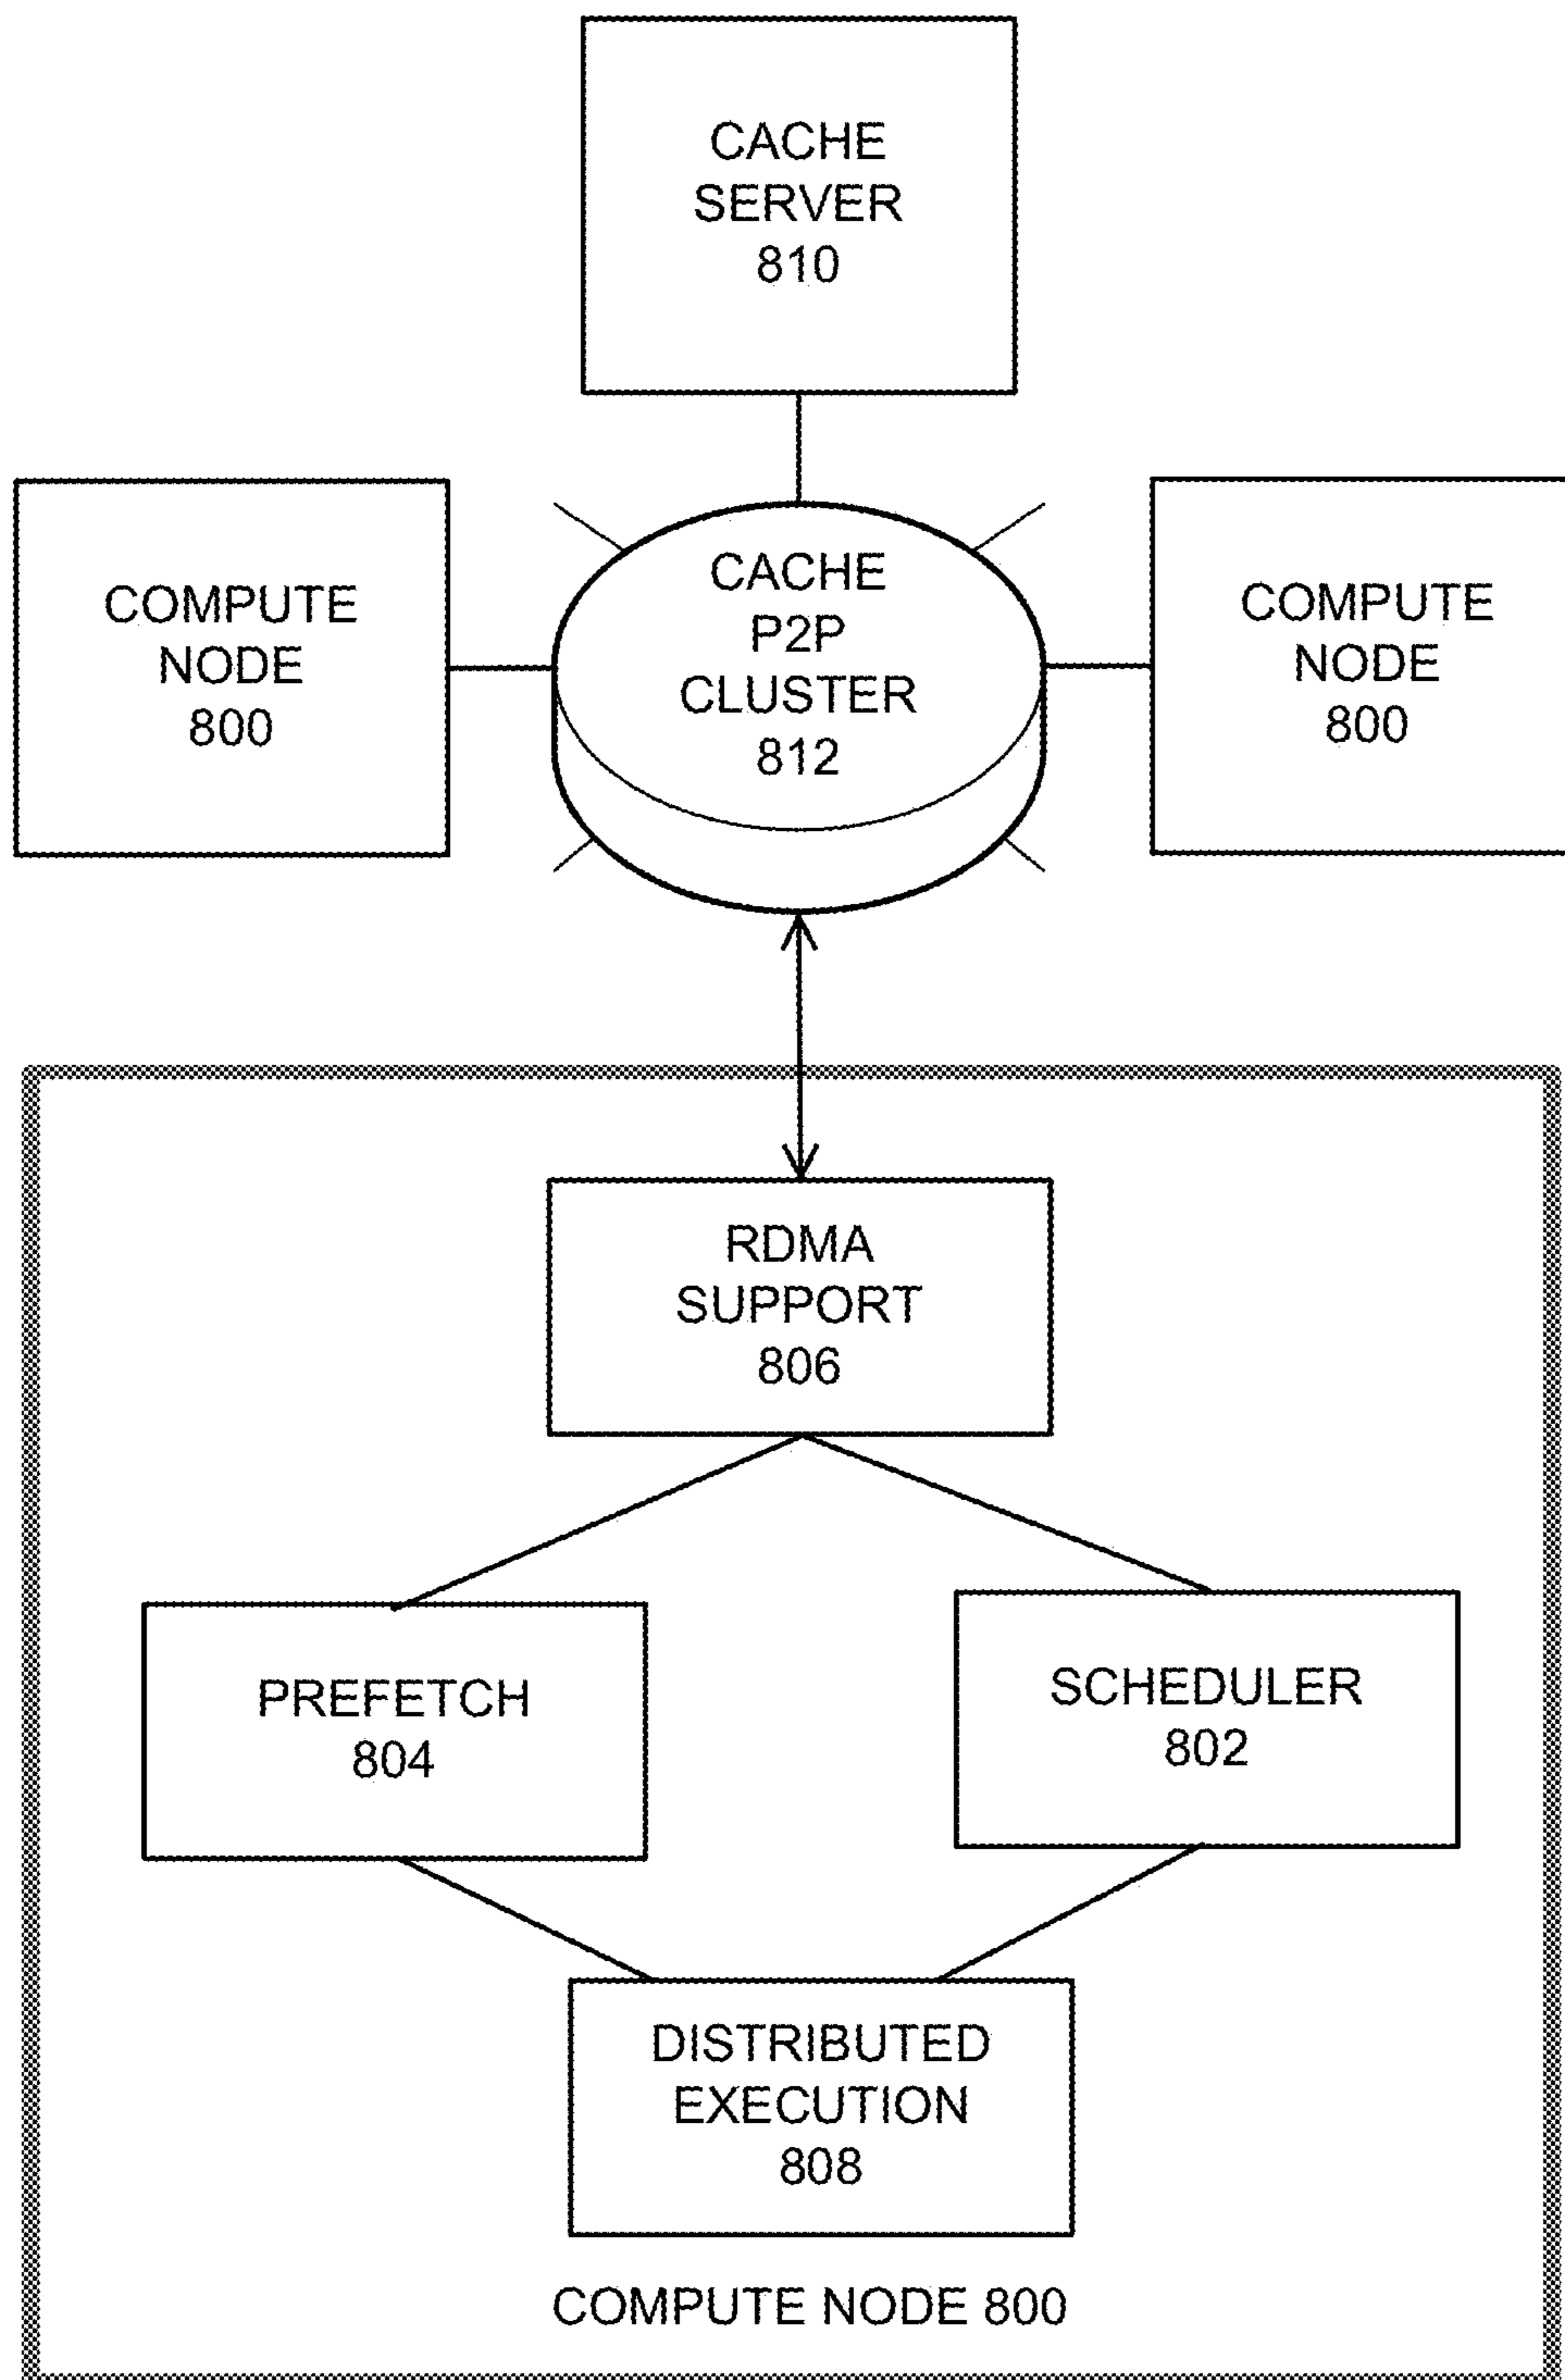 CACHE
SERVER
810
COMPUTE
NODE
800
CACHE
P2P
CLUSTER
812
COMPUTE
NODE
800
RDMA
SUPPORT
806
PREFETCH
804
SCHEDULER
802
DISTRIBUTED
EXECUTION
808
COMPUTE NODE 800